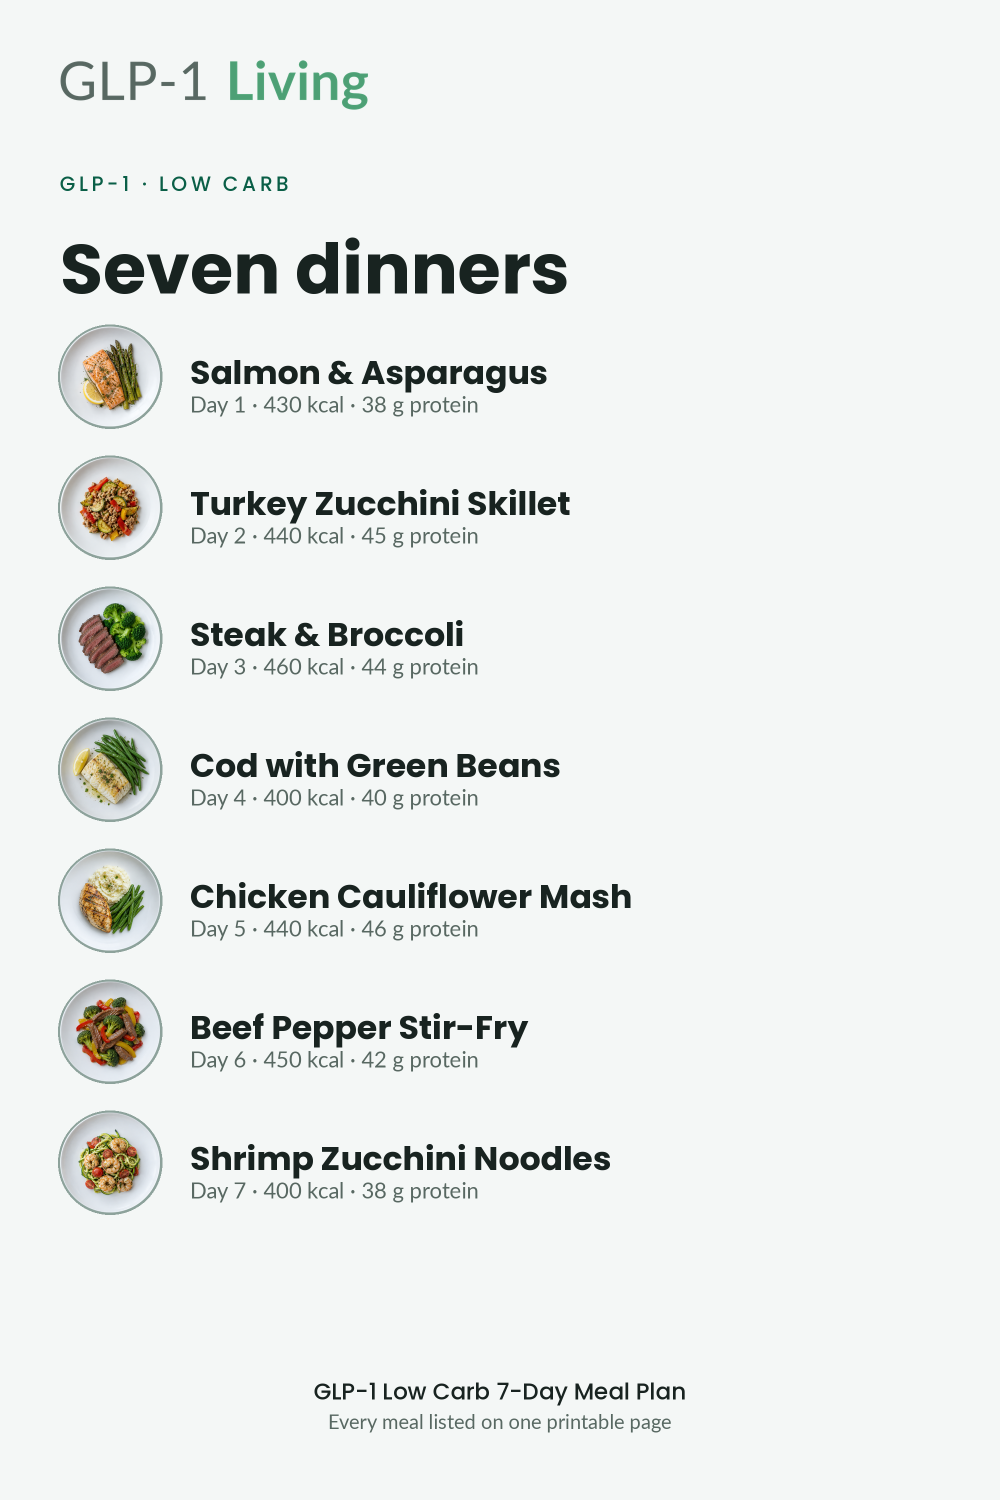 GLP-1 Living
GLP-1 · LOW CARB
Seven dinners
Salmon & Asparagus
Day 1 · 430 kcal · 38 g protein
Turkey Zucchini Skillet
Day 2 · 440 kcal · 45 g protein
Steak & Broccoli
Day 3 · 460 kcal · 44 g protein
Cod with Green Beans
Day 4 · 400 kcal · 40 g protein
Chicken Cauliflower Mash
Day 5 · 440 kcal · 46 g protein
Beef Pepper Stir-Fry
Day 6 · 450 kcal · 42 g protein
Shrimp Zucchini Noodles
Day 7 · 400 kcal · 38 g protein
GLP-1 Low Carb 7-Day Meal Plan
Every meal listed on one printable page